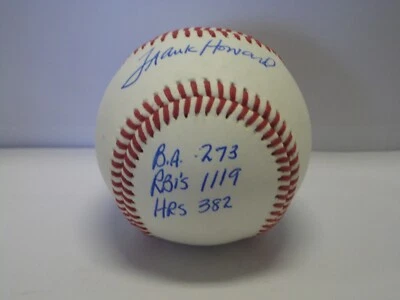 Frank Howard
B.A. .273
RBI'S 1119
HRS 382